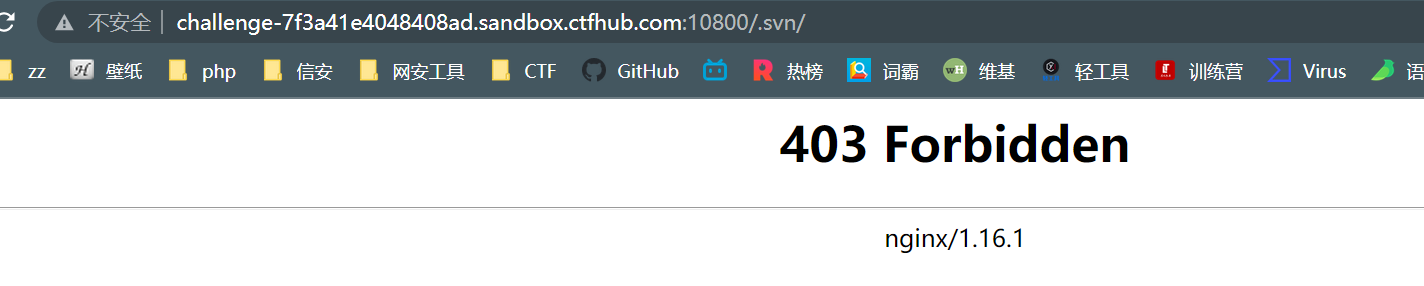 不安全 challenge-7f3a41e4048408ad.sandbox.ctfhub.com:10800/.svn/
zz 壁纸 php 信安 网安工具 CTF GitHub 热榜 词霸 wH 维基 轻工具 训练营 Virus 语
403 Forbidden
nginx/1.16.1